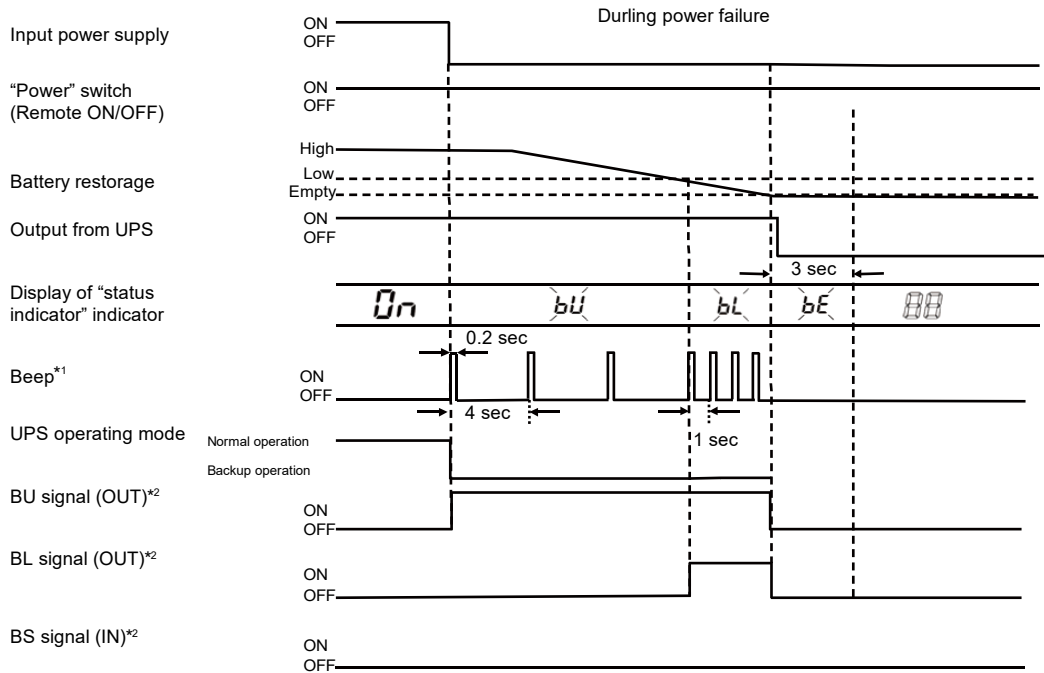 Durling power failure
Input power supply
ON
OFF
“Power” switch
(Remote ON/OFF)
ON
OFF
Battery restorage
High
Low
Empty
Output from UPS
ON
OFF
3 sec
Display of “status
indicator” indicator
On
bU
bL
bE
88
0.2 sec
Beep*1
ON
OFF
4 sec
1 sec
UPS operating mode
Normal operation
Backup operation
BU signal (OUT)*2
ON
OFF
BL signal (OUT)*2
ON
OFF
BS signal (IN)*2
ON
OFF